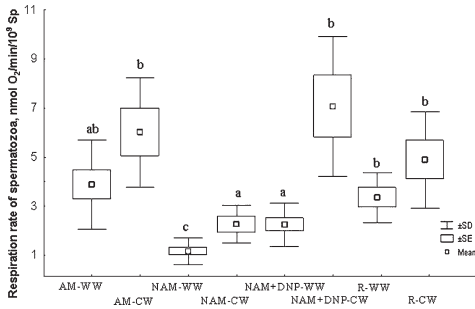 Respiration rate of spermatozoa, nmol O₂/min/10⁹ Sp
11
9
7
5
3
1
ab
b
c
a
a
b
b
b
±SD
±SE
Mean
AM-WW
AM-CW
NAM-WW
NAM-CW
NAM+DNP-WW
NAM+DNP-CW
R-WW
R-CW